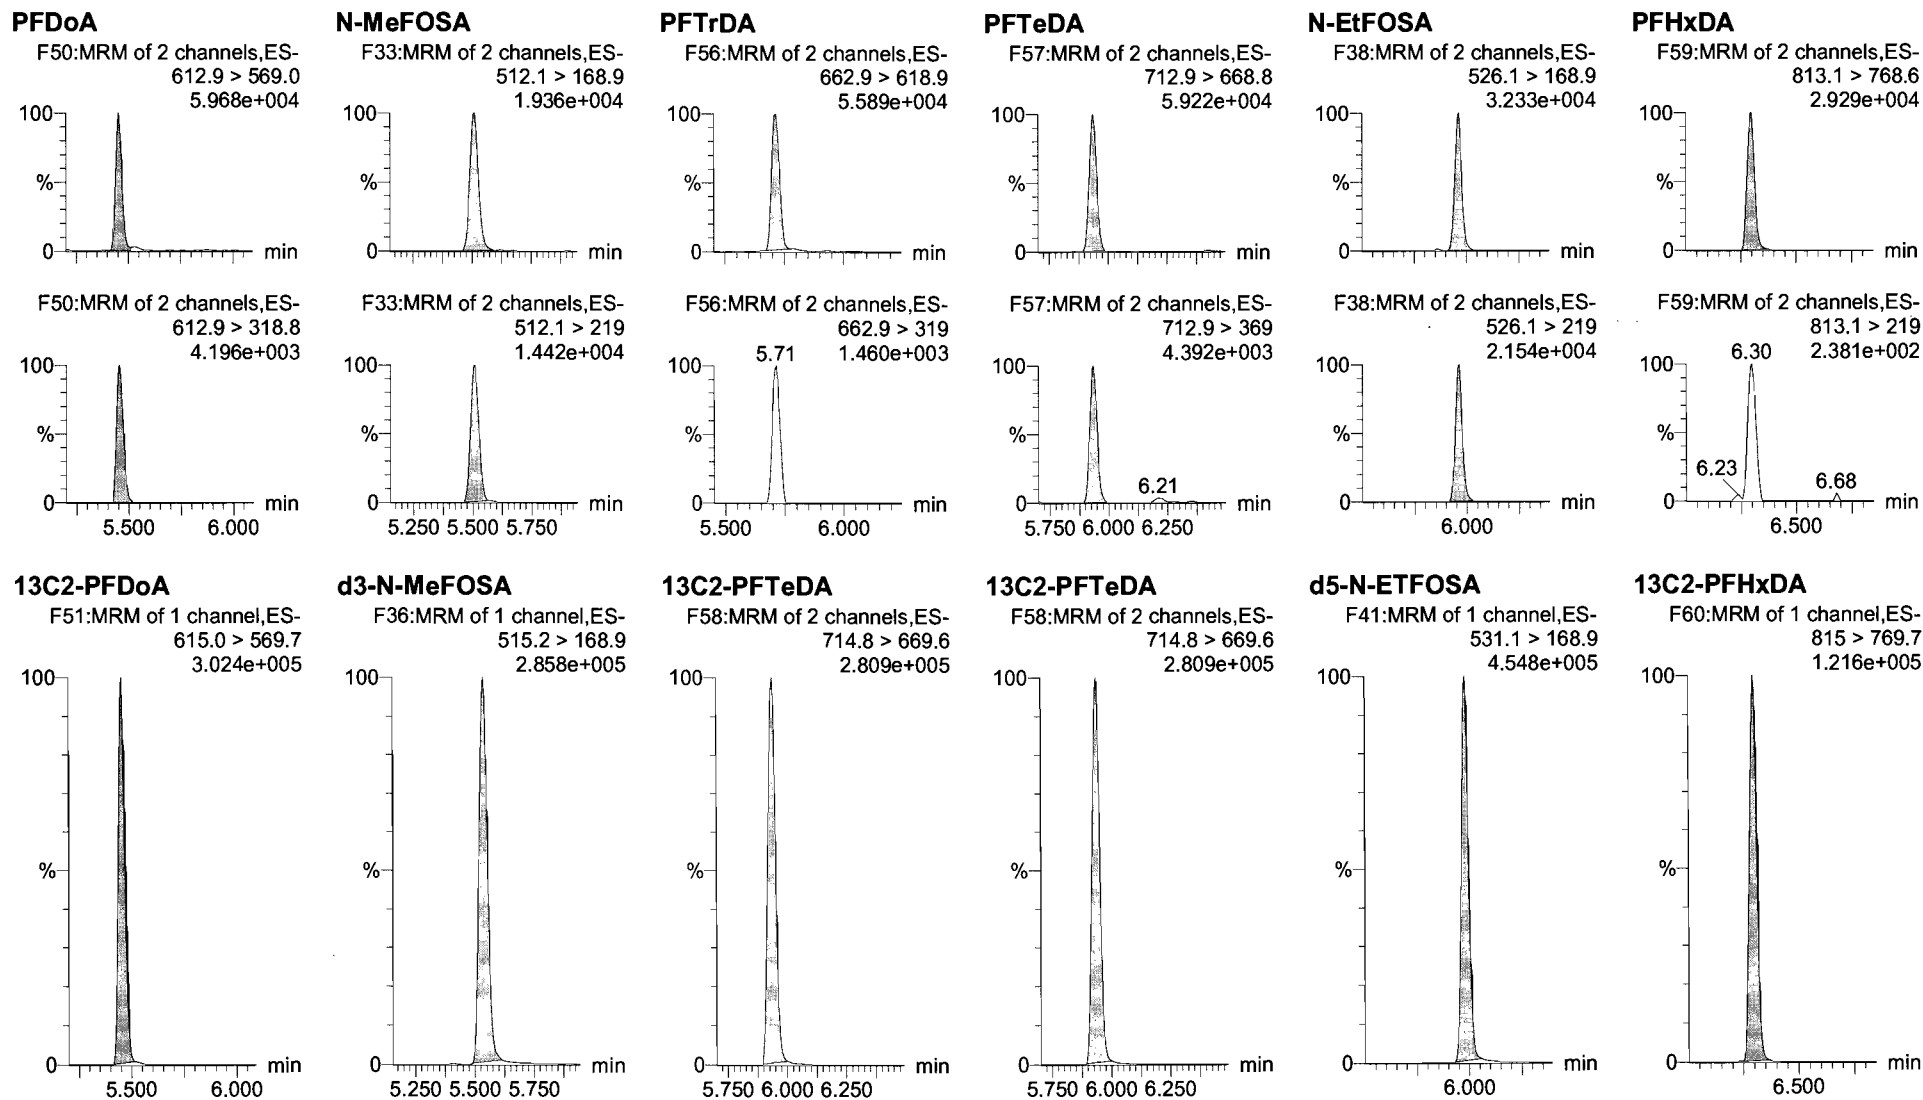 PFDoA
F50:MRM of 2 channels,ES-
612.9 > 569.0
5.968e+004
100
%
0
min
N-MeFOSA
F33:MRM of 2 channels,ES-
512.1 > 168.9
1.936e+004
100
%
0
min
PFTrDA
F56:MRM of 2 channels,ES-
662.9 > 618.9
5.589e+004
100
%
0
min
PFTeDA
F57:MRM of 2 channels,ES-
712.9 > 668.8
5.922e+004
100
%
0
min
N-EtFOSA
F38:MRM of 2 channels,ES-
526.1 > 168.9
3.233e+004
100
%
0
min
PFHxDA
F59:MRM of 2 channels,ES-
813.1 > 768.6
2.929e+004
100
%
0
min
F50:MRM of 2 channels,ES-
612.9 > 318.8
4.196e+003
100
%
0
min
5.500 6.000
F33:MRM of 2 channels,ES-
512.1 > 219
1.442e+004
100
%
0
min
5.250 5.500 5.750
F56:MRM of 2 channels,ES-
662.9 > 319
5.71 1.460e+003
100
%
0
min
5.500 6.000
F57:MRM of 2 channels,ES-
712.9 > 369
4.392e+003
100
%
6.21
0
min
5.750 6.000 6.250
F38:MRM of 2 channels,ES-
526.1 > 219
2.154e+004
100
%
0
min
6.000
F59:MRM of 2 channels,ES-
813.1 > 219
6.30 2.381e+002
100
%
6.23
6.68
0
min
6.500
13C2-PFDoA
F51:MRM of 1 channel,ES-
615.0 > 569.7
3.024e+005
100
%
0
min
5.500 6.000
d3-N-MeFOSA
F36:MRM of 1 channel,ES-
515.2 > 168.9
2.858e+005
100
%
0
min
5.250 5.500 5.750
13C2-PFTeDA
F58:MRM of 2 channels,ES-
714.8 > 669.6
2.809e+005
100
%
0
min
5.750 6.000 6.250
13C2-PFTeDA
F58:MRM of 2 channels,ES-
714.8 > 669.6
2.809e+005
100
%
0
min
5.750 6.000 6.250
d5-N-ETFOSA
F41:MRM of 1 channel,ES-
531.1 > 168.9
4.548e+005
100
%
0
min
6.000
13C2-PFHxDA
F60:MRM of 1 channel,ES-
815 > 769.7
1.216e+005
100
%
0
min
6.500